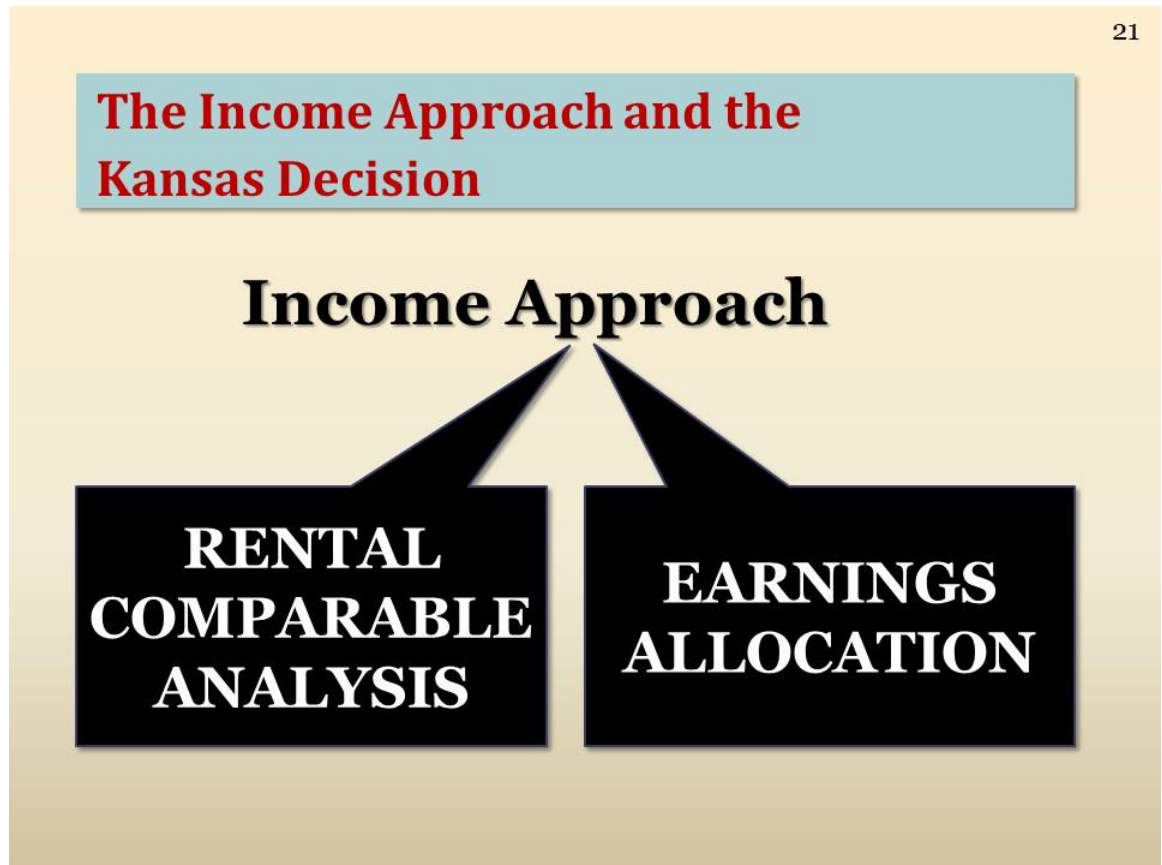 21
The Income Approach and the
Kansas Decision
Income Approach
RENTAL
COMPARABLE
ANALYSIS
EARNINGS
ALLOCATION